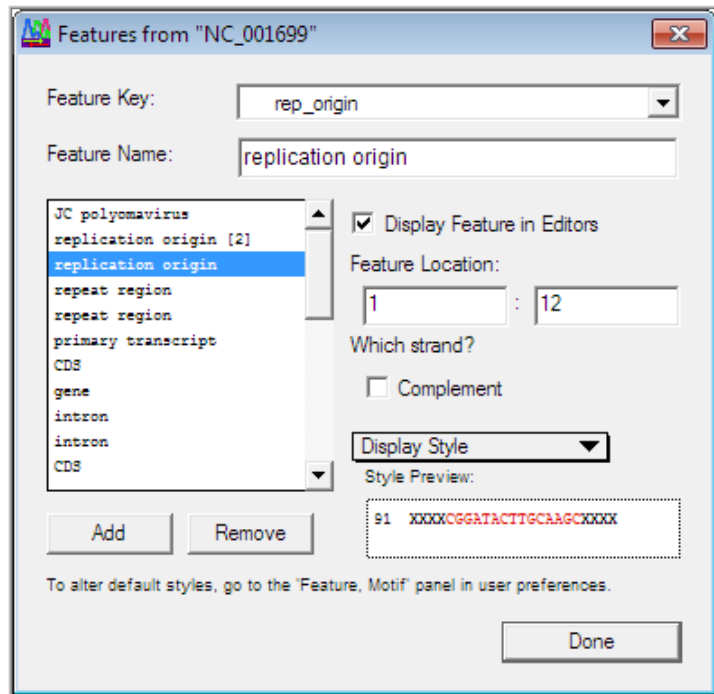 Features from "NC_001699"
Feature Key:
rep_origin
Feature Name:
replication origin
JC polyomavirus
replication origin [2]
replication origin
repeat region
repeat region
primary transcript
CDS
gene
intron
intron
CDS
Display Feature in Editors
Feature Location:
1 : 12
Which strand?
Complement
Display Style
Style Preview:
91 XXXXCGGATACTTGCAAGCXXXX
Add
Remove
To alter default styles, go to the 'Feature, Motif' panel in user preferences.
Done